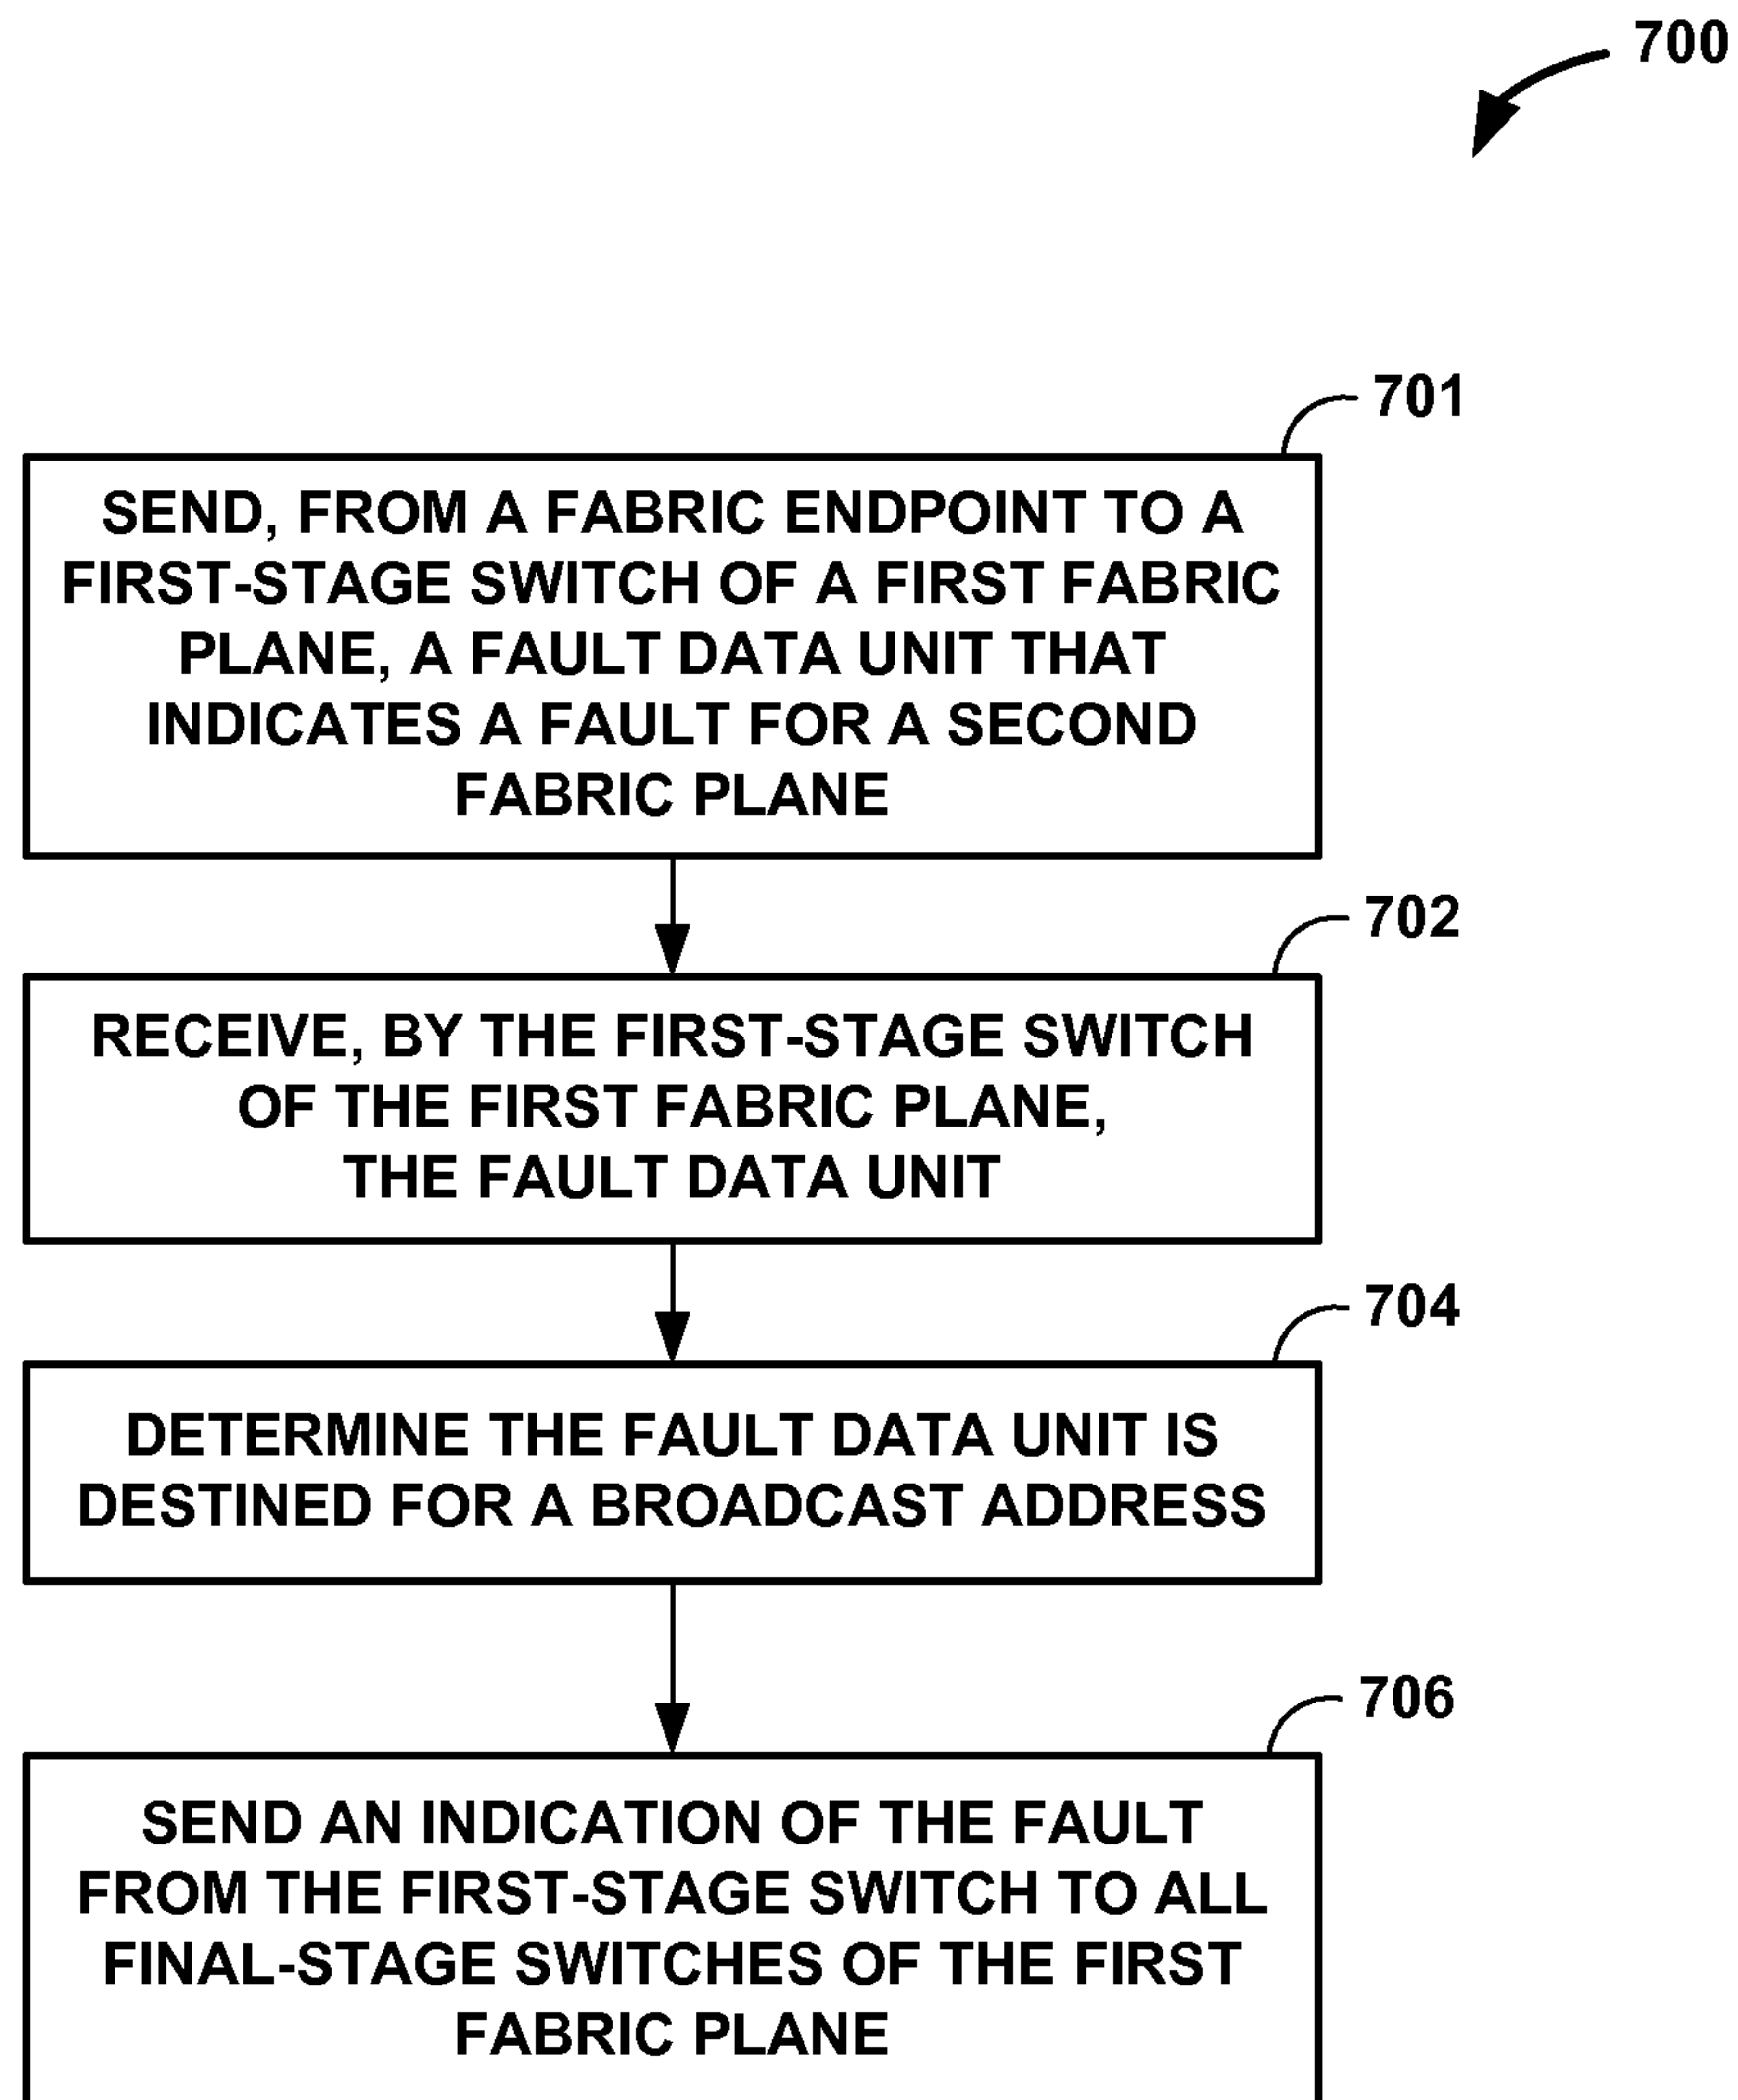 700
701
SEND, FROM A FABRIC ENDPOINT TO A
FIRST-STAGE SWITCH OF A FIRST FABRIC
PLANE, A FAULT DATA UNIT THAT
INDICATES A FAULT FOR A SECOND
FABRIC PLANE
702
RECEIVE, BY THE FIRST-STAGE SWITCH
OF THE FIRST FABRIC PLANE,
THE FAULT DATA UNIT
704
DETERMINE THE FAULT DATA UNIT IS
DESTINED FOR A BROADCAST ADDRESS
706
SEND AN INDICATION OF THE FAULT
FROM THE FIRST-STAGE SWITCH TO ALL
FINAL-STAGE SWITCHES OF THE FIRST
FABRIC PLANE